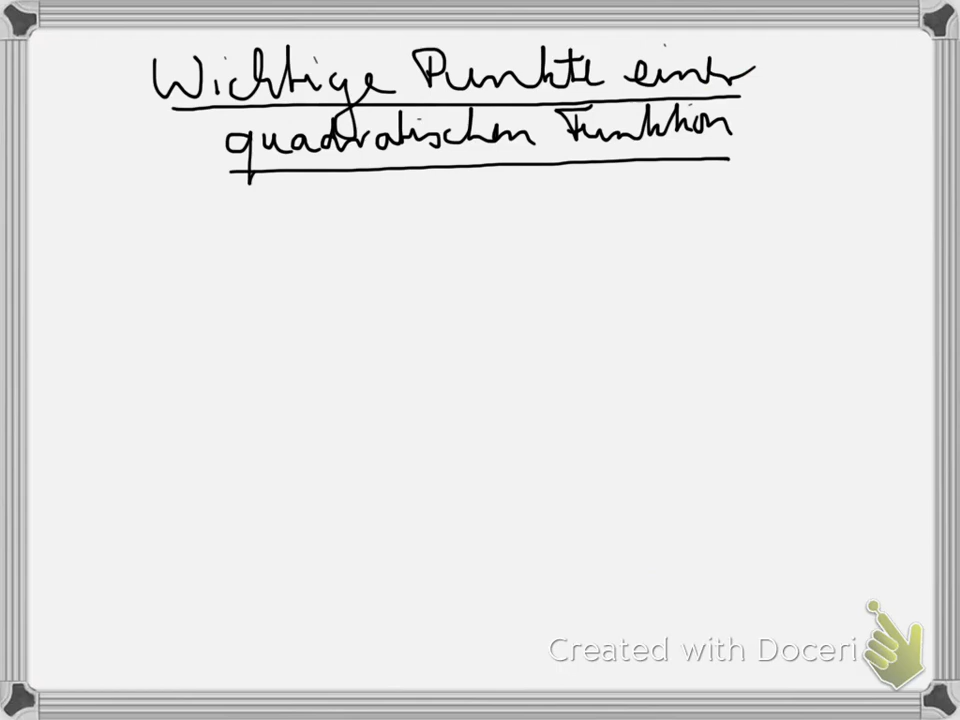 Wichtige Punkte einer
quadratischen Funktion
Created with Doceri